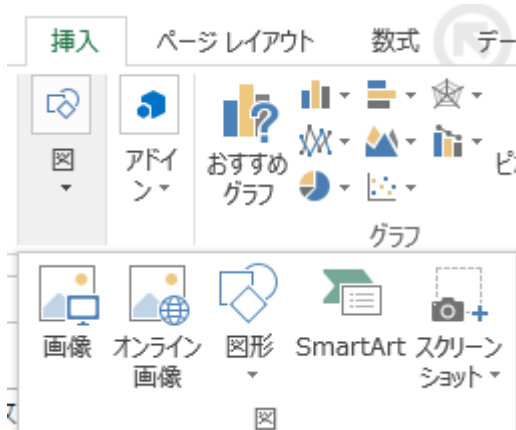 挿入 ページ レイアウト 数式 デー
図
アドイ
ン
おすすめ
グラフ
ピ
グラフ
画像
オンライン
画像
図形
SmartArt
スクリーン
ショット
図